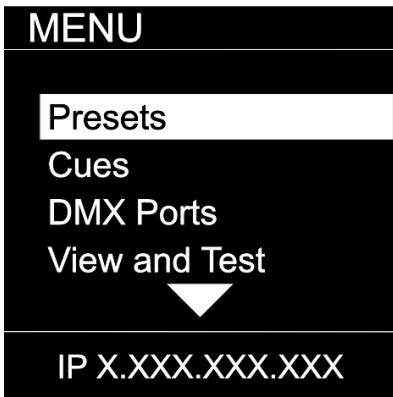 MENU
Presets
Cues
DMX Ports
View and Test
IP X.XXX.XXX.XXX